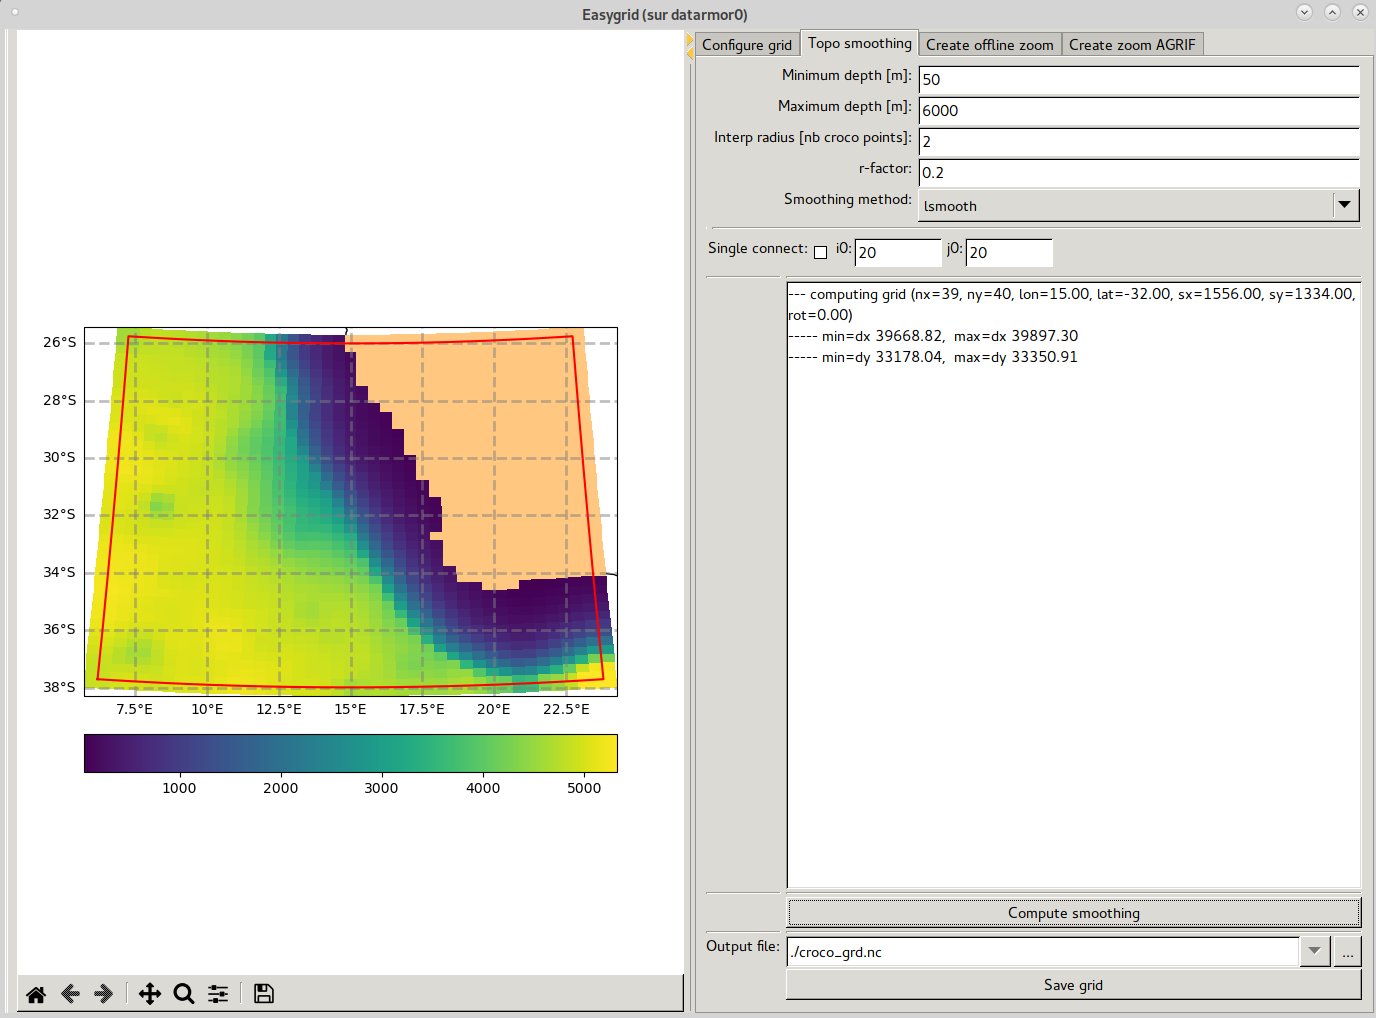 Easygrid (sur datarmor0)
Configure grid
Topo smoothing
Create offline zoom
Create zoom AGRIF
Minimum depth [m]: 50
Maximum depth [m]: 6000
Interp radius [nb croco points]: 2
r-factor: 0.2
Smoothing method: lsmooth
Single connect: i0: 20 j0: 20
--- computing grid (nx=39, ny=40, lon=15.00, lat=-32.00, sx=1556.00, sy=1334.00,
rot=0.00)
----- min=dx 39668.82,  max=dx 39897.30
----- min=dy 33178.04,  max=dy 33350.91
26°S
28°S
30°S
32°S
34°S
36°S
38°S
7.5°E 10°E 12.5°E 15°E 17.5°E 20°E 22.5°E
1000 2000 3000 4000 5000
Compute smoothing
Output file: ./croco_grd.nc ...
Save grid